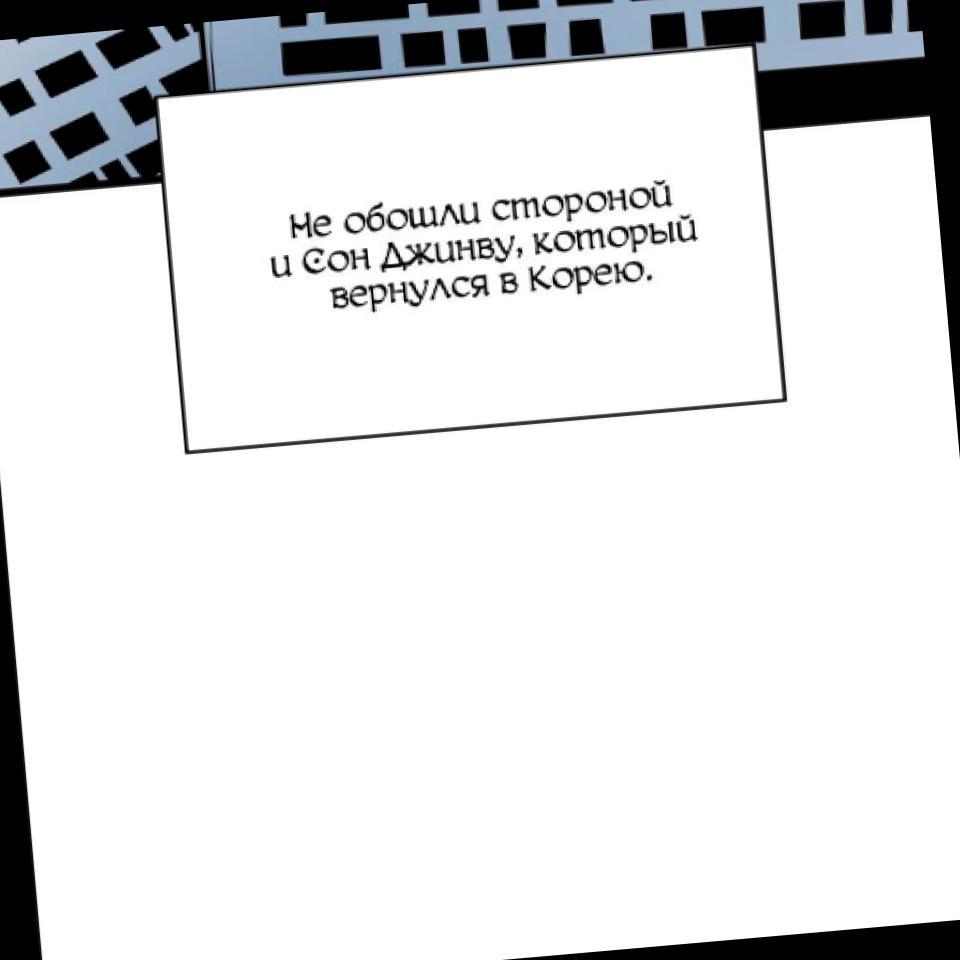 Не обошли стороной
и Сон Джинву, который
вернулся в Корею.